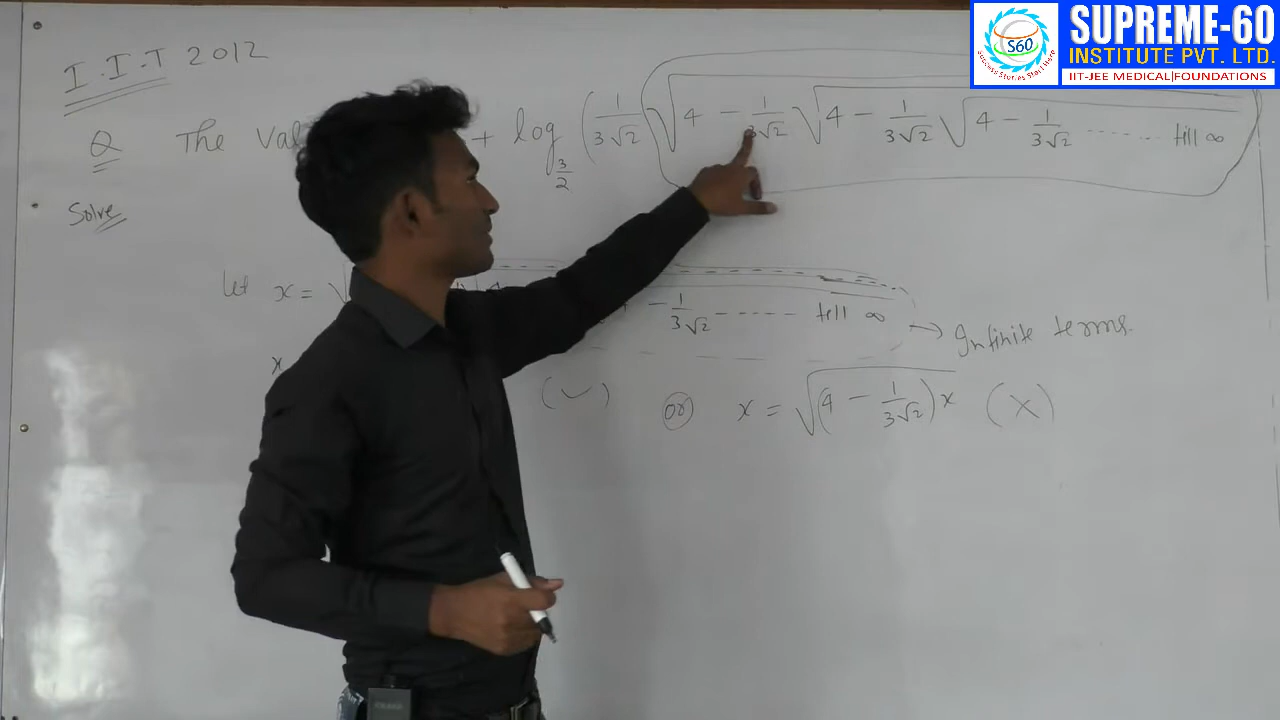 SUPREME-60
INSTITUTE PVT. LTD.
IIT-JEE MEDICAL|FOUNDATIONS
S60
I.I.T 2012
Q The Val + log_{3/2} (1/3√2 √4 - 1/3√2 √4 - 1/3√2 √4 - 1/3√2 ........ till ∞
Solve
let x = √ - 1/3√2 ----- till ∞ → Infinite terms.
x (✓) or x = √(4 - 1/3√2)x (X)